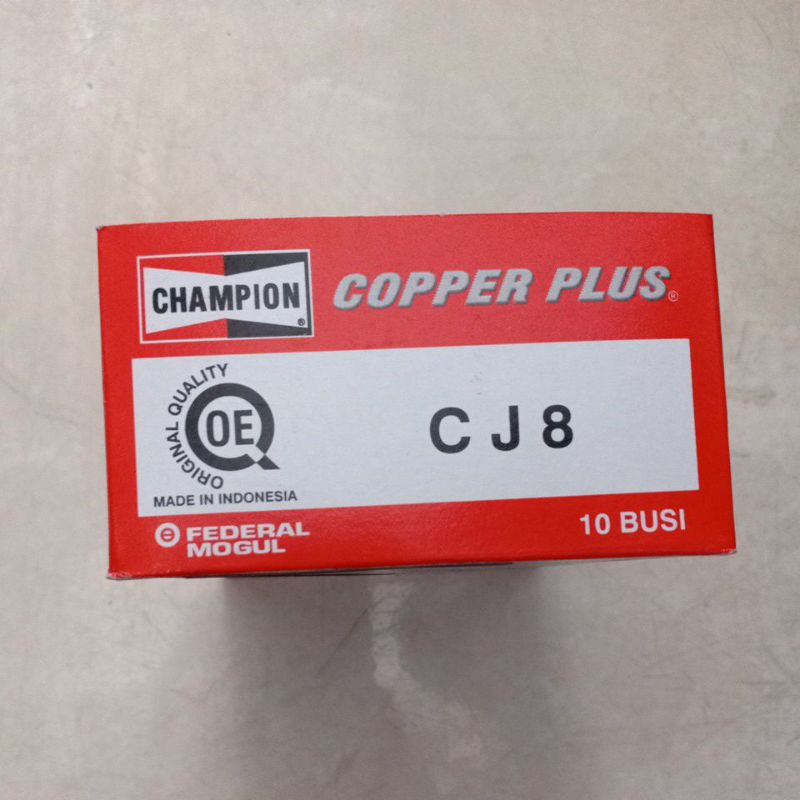 CHAMPION®
COPPER PLUS®
ORIGINAL QUALITY
OE
CJ8
MADE IN INDONESIA
FEDERAL
MOGUL
10 BUSI